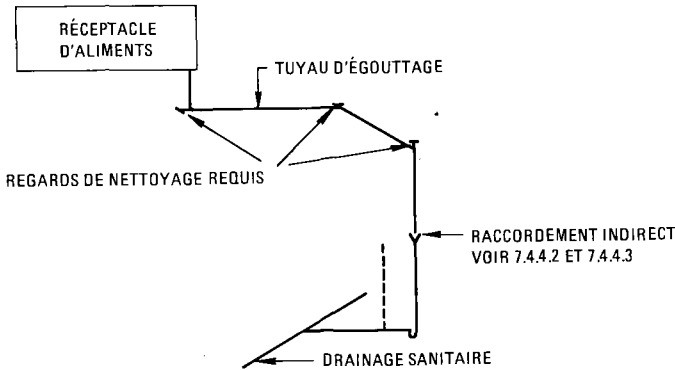 RÉCEPTACLE
D'ALIMENTS
TUYAU D'ÉGOUTTAGE
REGARDS DE NETTOYAGE REQUIS
RACCORDEMENT INDIRECT
VOIR 7.4.4.2 ET 7.4.4.3
DRAINAGE SANITAIRE